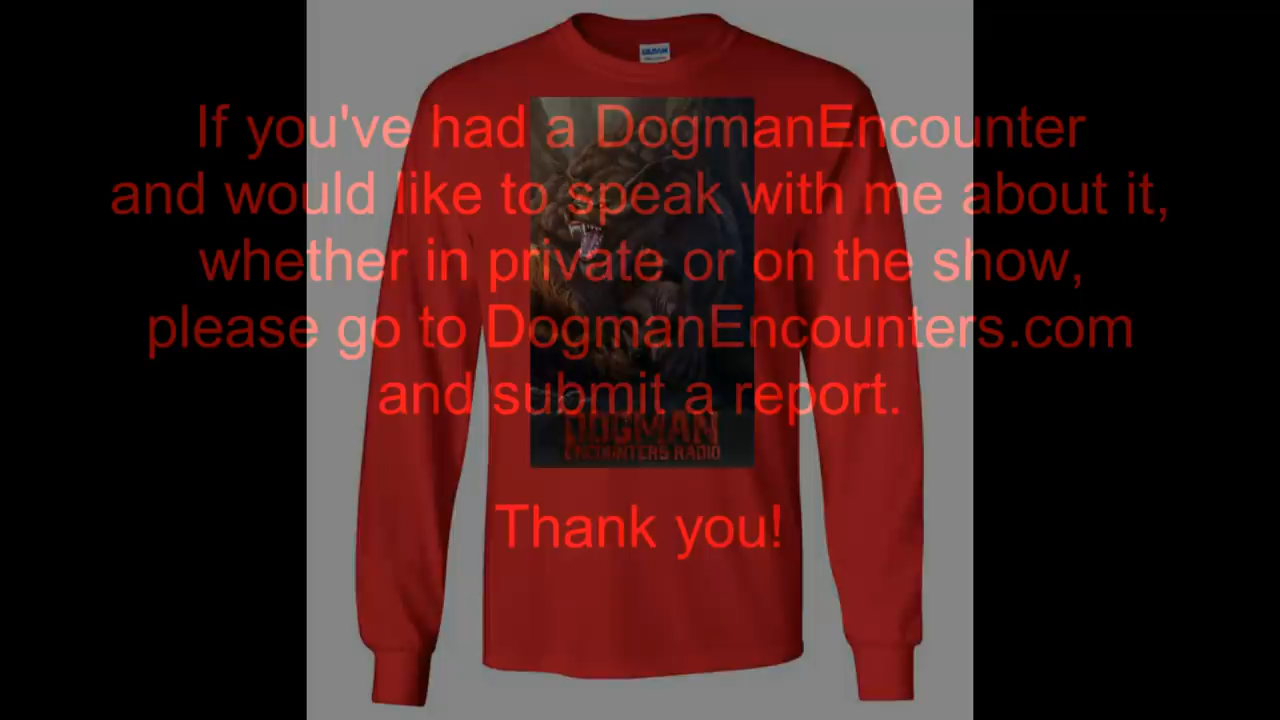 GILDAN
If you've had a DogmanEncounter
and would like to speak with me about it,
whether in private or on the show,
please go to DogmanEncounters.com
and submit a report.
DOGMAN
ENCOUNTERS RADIO
Thank you!